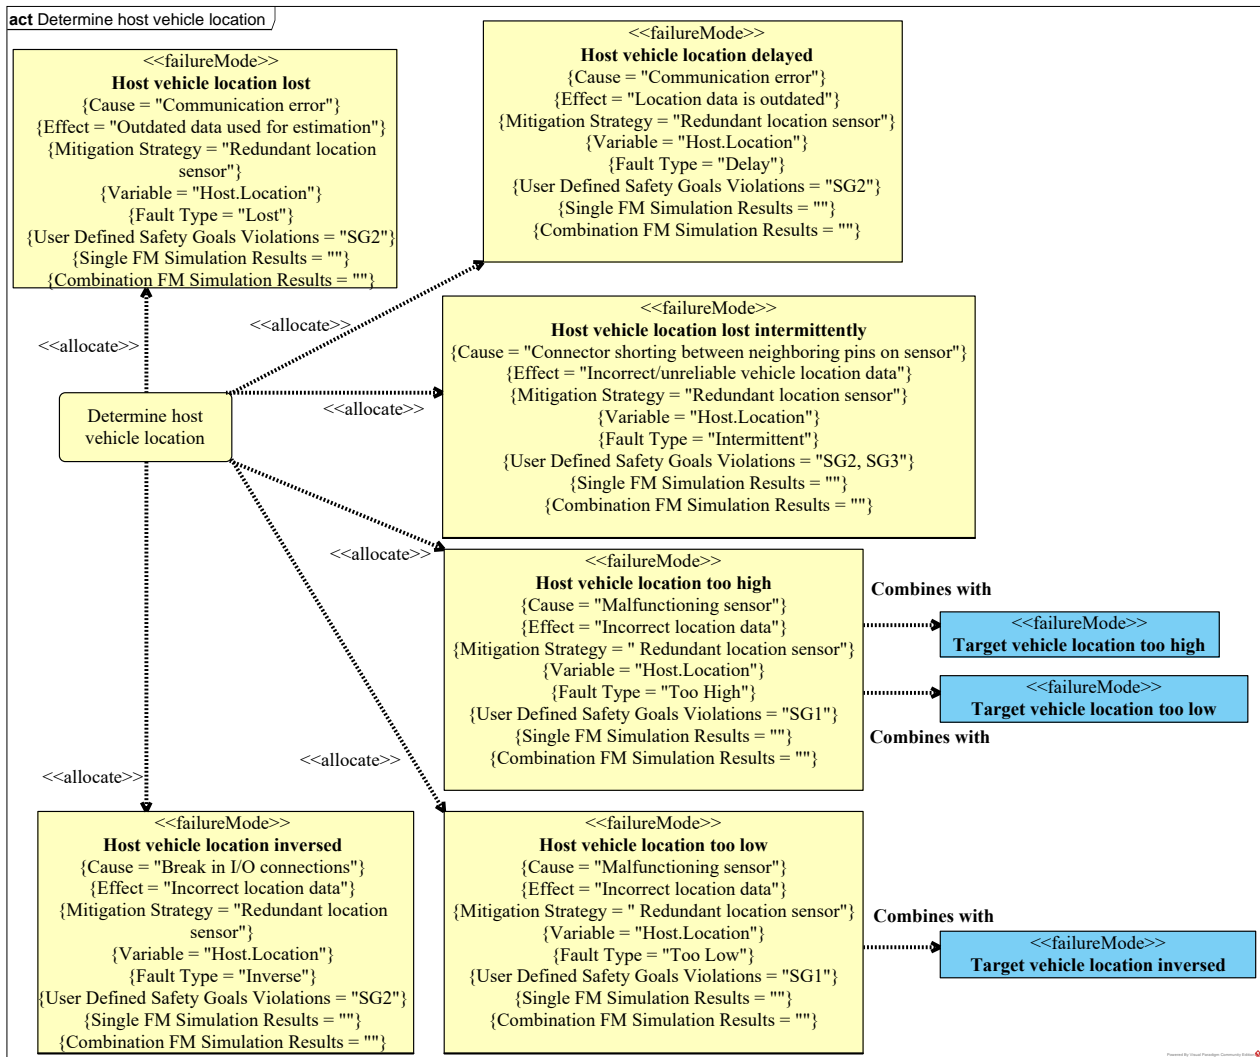 act Determine host vehicle location
<<failureMode>>
Host vehicle location lost
{Cause = "Communication error"}
{Effect = "Outdated data used for estimation"}
{Mitigation Strategy = "Redundant location
sensor"}
{Variable = "Host.Location"}
{Fault Type = "Lost"}
{User Defined Safety Goals Violations = "SG2"}
{Single FM Simulation Results = ""}
{Combination FM Simulation Results = ""}
<<failureMode>>
Host vehicle location delayed
{Cause = "Communication error"}
{Effect = "Location data is outdated"}
{Mitigation Strategy = "Redundant location sensor"}
{Variable = "Host.Location"}
{Fault Type = "Delay"}
{User Defined Safety Goals Violations = "SG2"}
{Single FM Simulation Results = ""}
{Combination FM Simulation Results = ""}
<<allocate>>
<<allocate>>
<<failureMode>>
Host vehicle location lost intermittently
{Cause = "Connector shorting between neighboring pins on sensor"}
{Effect = "Incorrect/unreliable vehicle location data"}
{Mitigation Strategy = "Redundant location sensor"}
{Variable = "Host.Location"}
{Fault Type = "Intermittent"}
{User Defined Safety Goals Violations = "SG2, SG3"}
{Single FM Simulation Results = ""}
{Combination FM Simulation Results = ""}
<<allocate>>
Determine host
vehicle location
<<allocate>>
<<failureMode>>
Host vehicle location too high
{Cause = "Malfunctioning sensor"}
{Effect = "Incorrect location data"}
{Mitigation Strategy = " Redundant location sensor"}
{Variable = "Host.Location"}
{Fault Type = "Too High"}
{User Defined Safety Goals Violations = "SG1"}
{Single FM Simulation Results = ""}
{Combination FM Simulation Results = ""}
Combines with
<<failureMode>>
Target vehicle location too high
<<failureMode>>
Target vehicle location too low
Combines with
<<allocate>>
<<allocate>>
<<failureMode>>
Host vehicle location inversed
{Cause = "Break in I/O connections"}
{Effect = "Incorrect location data"}
{Mitigation Strategy = "Redundant location
sensor"}
{Variable = "Host.Location"}
{Fault Type = "Inverse"}
{User Defined Safety Goals Violations = "SG2"}
{Single FM Simulation Results = ""}
{Combination FM Simulation Results = ""}
<<failureMode>>
Host vehicle location too low
{Cause = "Malfunctioning sensor"}
{Effect = "Incorrect location data"}
{Mitigation Strategy = " Redundant location sensor"}
{Variable = "Host.Location"}
{Fault Type = "Too Low"}
{User Defined Safety Goals Violations = "SG1"}
{Single FM Simulation Results = ""}
{Combination FM Simulation Results = ""}
Combines with
<<failureMode>>
Target vehicle location inversed
Powered By Visual Paradigm Community Edition